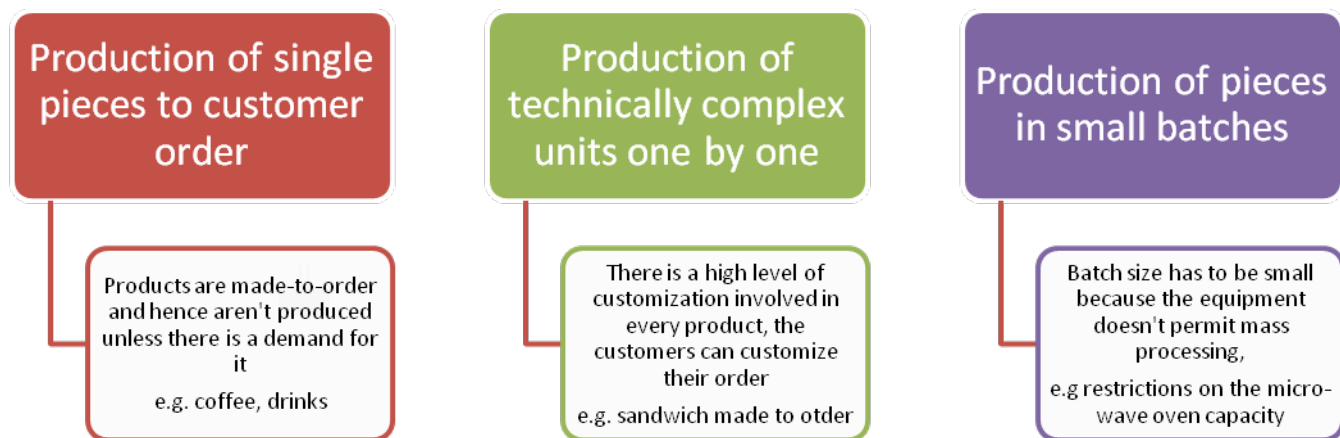 Production of single
pieces to customer
order
Products are made-to-order
and hence aren't produced
unless there is a demand for
it
e.g. coffee, drinks
Production of
technically complex
units one by one
There is a high level of
customization involved in
every product, the
customers can customize
their order
e.g. sandwich made to otder
Production of pieces
in small batches
Batch size has to be small
because the equipment
doesn't permit mass
processing,
e.g restrictions on the micro-
wave oven capacity